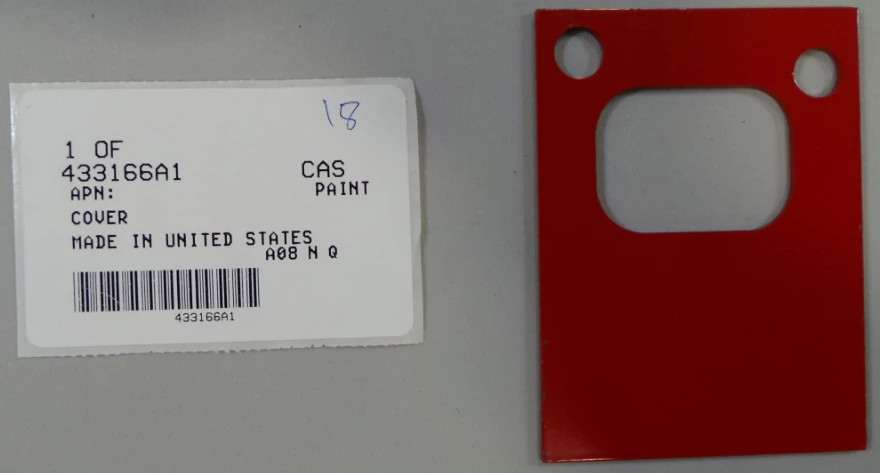 18
1 OF
433166A1 CAS
APN: PAINT
COVER
MADE IN UNITED STATES
A08 N Q
433166A1